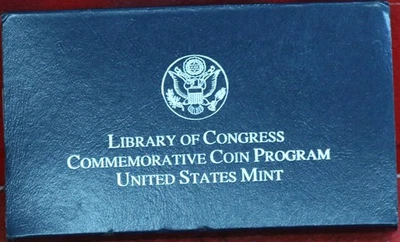 LIBRARY OF CONGRESS
COMMEMORATIVE COIN PROGRAM
UNITED STATES MINT